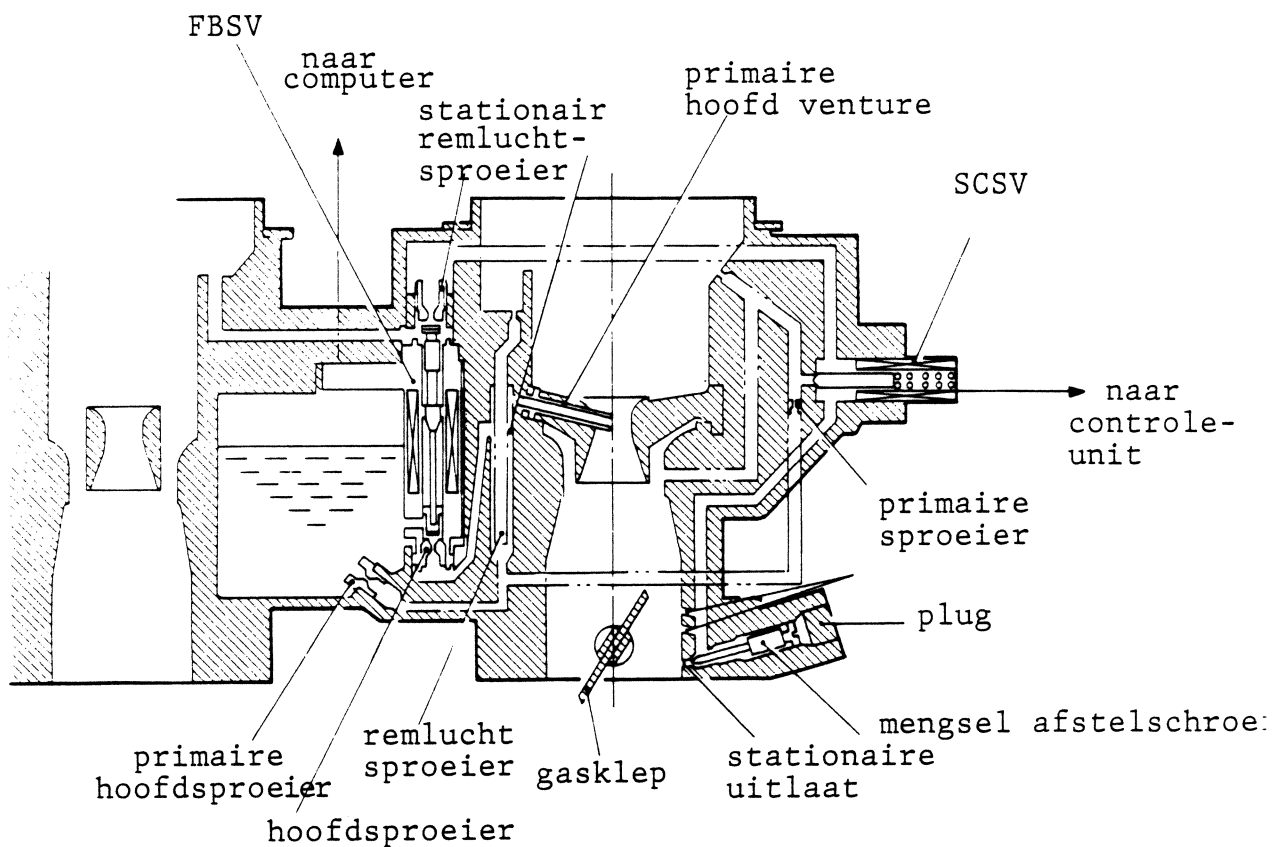 FBSV
naar
computer
stationair
remlucht-
sproeier
primaire
hoofd venture
SCSV
naar
controle-
unit
primaire
sproeier
plug
mengsel afstelschroe
stationaire
uitlaat
gasklep
remlucht
sproeier
primaire
hoofdsproeier
hoofdsproeier